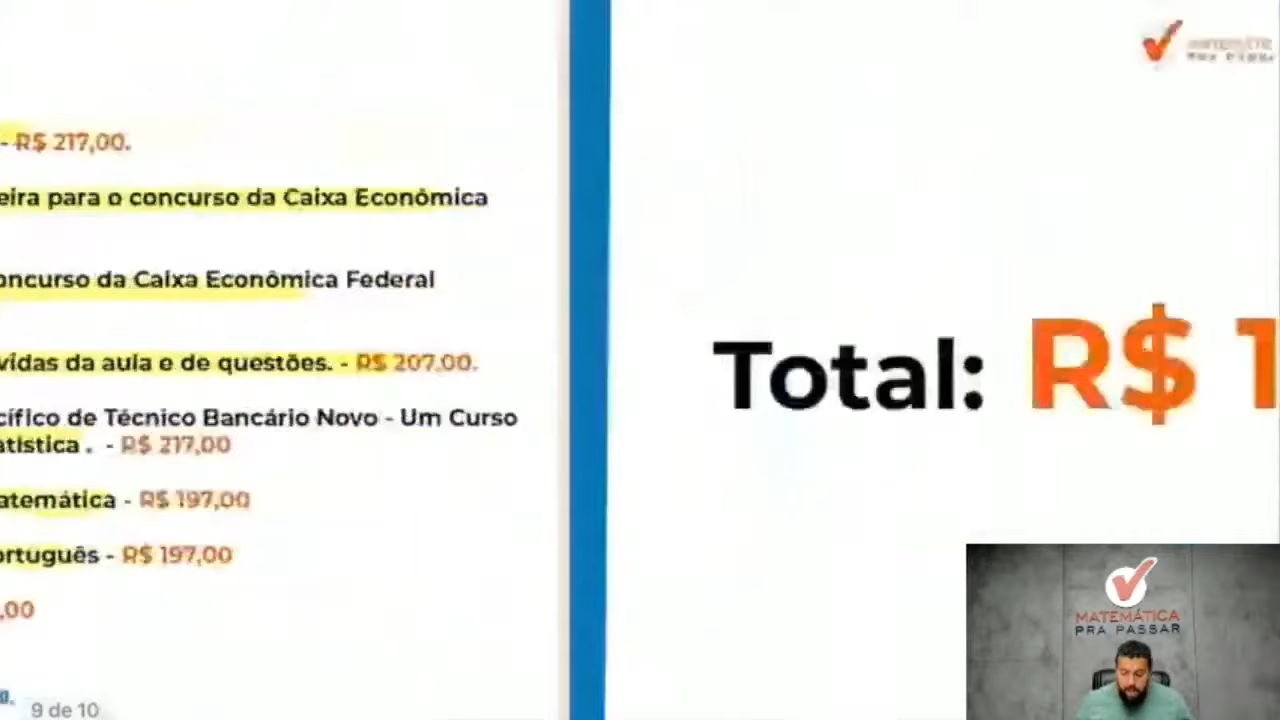 - R$ 217,00.
eira para o concurso da Caixa Econômica
oncurso da Caixa Econômica Federal
vidas da aula e de questões. - R$ 207,00.
cífico de Técnico Bancário Novo - Um Curso
atística . - R$ 217,00
atemática - R$ 197,00
ortuguês - R$ 197,00
,00
9 de 10
Total: R$ 1
MATEMÁTICA
PRA PASSAR